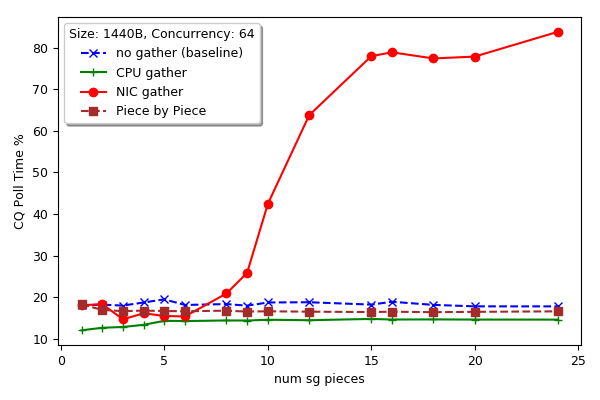 Size: 1440B, Concurrency: 64
no gather (baseline)
CPU gather
NIC gather
Piece by Piece
CQ Poll Time %
80
70
60
50
40
30
20
10
0
5
10
15
20
25
num sg pieces